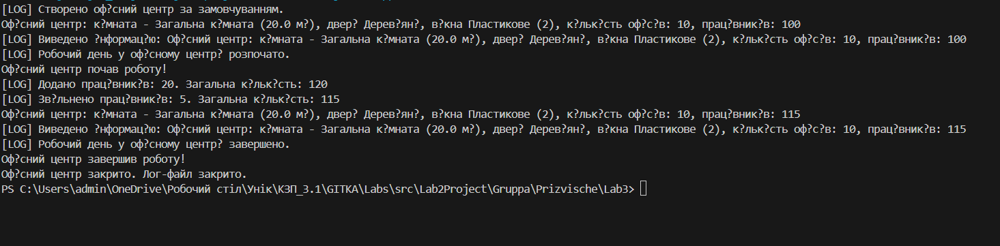 [LOG] Створено оф?сний центр за замовчуванням.
Оф?сний центр: к?мната - Загальна к?мната (20.0 м?), двер? Дерев?ян?, в?кна Пластикове (2), к?льк?сть оф?с?в: 10, прац?вник?в: 100
[LOG] Виведено ?нформац?ю: Оф?сний центр: к?мната - Загальна к?мната (20.0 м?), двер? Дерев?ян?, в?кна Пластикове (2), к?льк?сть оф?с?в: 10, прац?вник?в: 100
[LOG] Робочий день у оф?сному центр? розпочато.
Оф?сний центр почав роботу!
[LOG] Додано прац?вник?в: 20. Загальна к?льк?сть: 120
[LOG] Зв?льнено прац?вник?в: 5. Загальна к?льк?сть: 115
Оф?сний центр: к?мната - Загальна к?мната (20.0 м?), двер? Дерев?ян?, в?кна Пластикове (2), к?льк?сть оф?с?в: 10, прац?вник?в: 115
[LOG] Виведено ?нформац?ю: Оф?сний центр: к?мната - Загальна к?мната (20.0 м?), двер? Дерев?ян?, в?кна Пластикове (2), к?льк?сть оф?с?в: 10, прац?вник?в: 115
[LOG] Робочий день у оф?сному центр? завершено.
Оф?сний центр завершив роботу!
Оф?сний центр закрито. Лог-файл закрито.
PS C:\Users\admin\OneDrive\Робочий стіл\Унік\КЗП_3.1\GITKA\Labs\src\Lab2Project\Gruppa\Prizvische\Lab3>